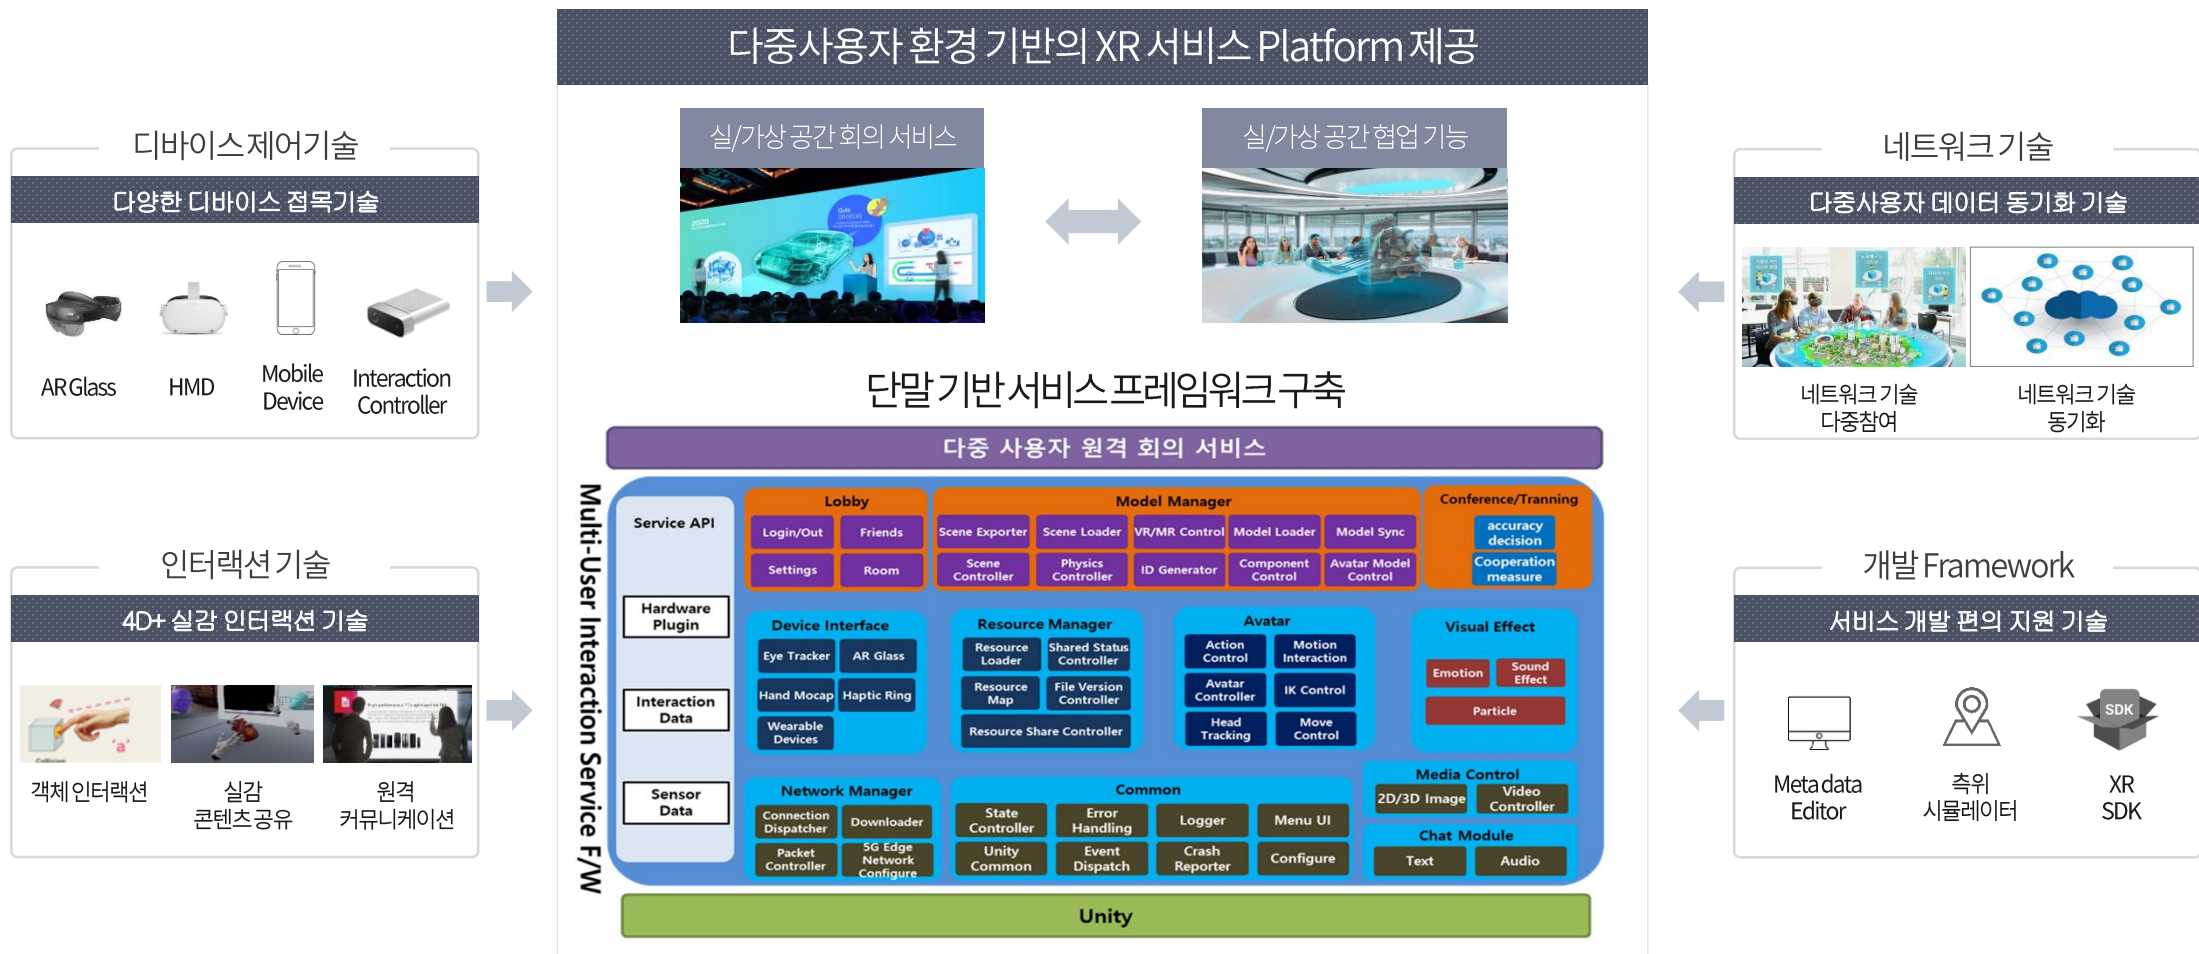 다중사용자 환경 기반의 XR 서비스 Platform 제공
디바이스 제어기술
다양한 디바이스 접목기술
AR Glass
HMD
Mobile
Device
Interaction
Controller
인터랙션 기술
4D+ 실감 인터랙션 기술
'a'
객체 인터랙션
실감
콘텐츠 공유
원격
커뮤니케이션
실/가상 공간 회의 서비스
2020
실/가상 공간 협업 기능
단말 기반 서비스 프레임워크 구축
다중 사용자 원격 회의 서비스
Multi-User Interaction Service F/W
Service API
Hardware
Plugin
Interaction
Data
Sensor
Data
Lobby
Login/Out
Friends
Settings
Room
Model Manager
Scene Exporter
Scene Loader
VR/MR Control
Model Loader
Model Sync
Scene
Controller
Physics
Controller
ID Generator
Component
Control
Avatar Model
Control
Conference/Tranning
accuracy
decision
Cooperation
measure
Device Interface
Eye Tracker
AR Glass
Hand Mocap
Haptic Ring
Wearable
Devices
Resource Manager
Resource
Loader
Shared Status
Controller
Resource
Map
File Version
Controller
Resource Share Controller
Avatar
Action
Control
Motion
Interaction
Avatar
Controller
IK Control
Head
Tracking
Move
Control
Visual Effect
Emotion
Sound
Effect
Particle
Network Manager
Connection
Dispatcher
Downloader
Packet
Controller
5G Edge
Network
Configure
Common
State
Controller
Error
Handling
Logger
Menu UI
Unity
Common
Event
Dispatch
Crash
Reporter
Configure
Media Control
2D/3D Image
Video
Controller
Chat Module
Text
Audio
Unity
네트워크 기술
다중사용자 데이터 동기화 기술
네트워크 기술
다중참여
네트워크 기술
동기화
개발 Framework
서비스 개발 편의 지원 기술
Meta data
Editor
측위
시뮬레이터
SDK
XR
SDK